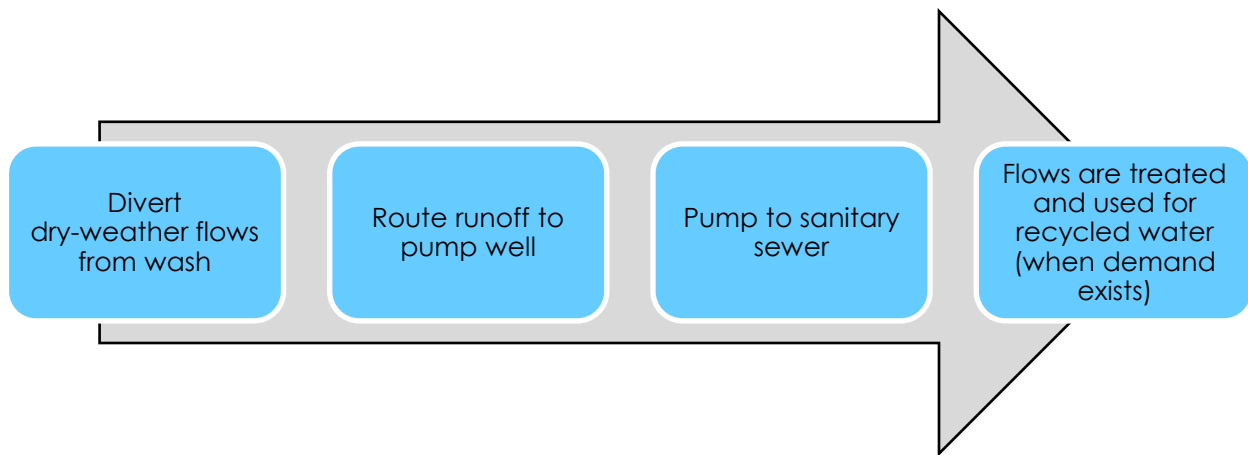 Divert
dry-weather flows
from wash
Route runoff to
pump well
Pump to sanitary
sewer
Flows are treated
and used for
recycled water
(when demand
exists)